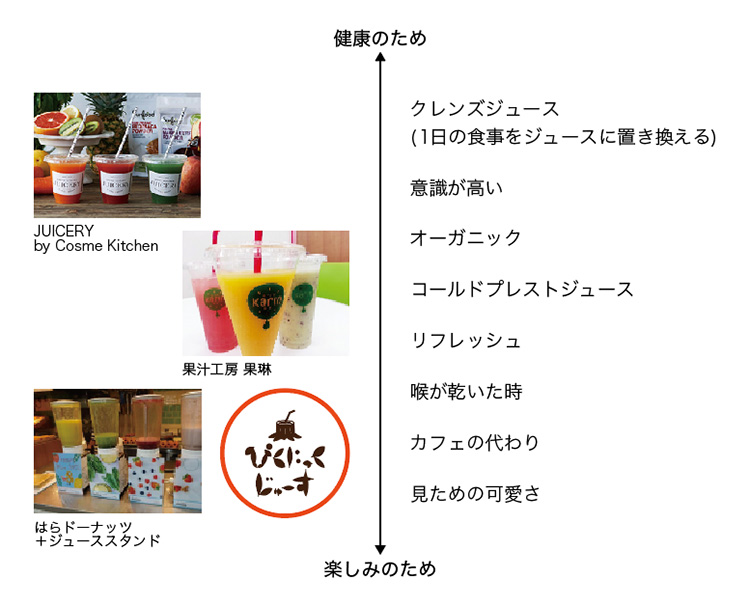 健康のため
クレンズジュース
(1日の食事をジュースに置き換える)
意識が高い
オーガニック
コールドプレストジュース
リフレッシュ
喉が乾いた時
カフェの代わり
見ための可愛さ
楽しみのため
JUICERY
JUICERY
JUICERY
JUICERY
by Cosme Kitchen
Karin
果汁工房 果琳
ぴくにっく
じゅーす
はらドーナッツ
＋ジューススタンド